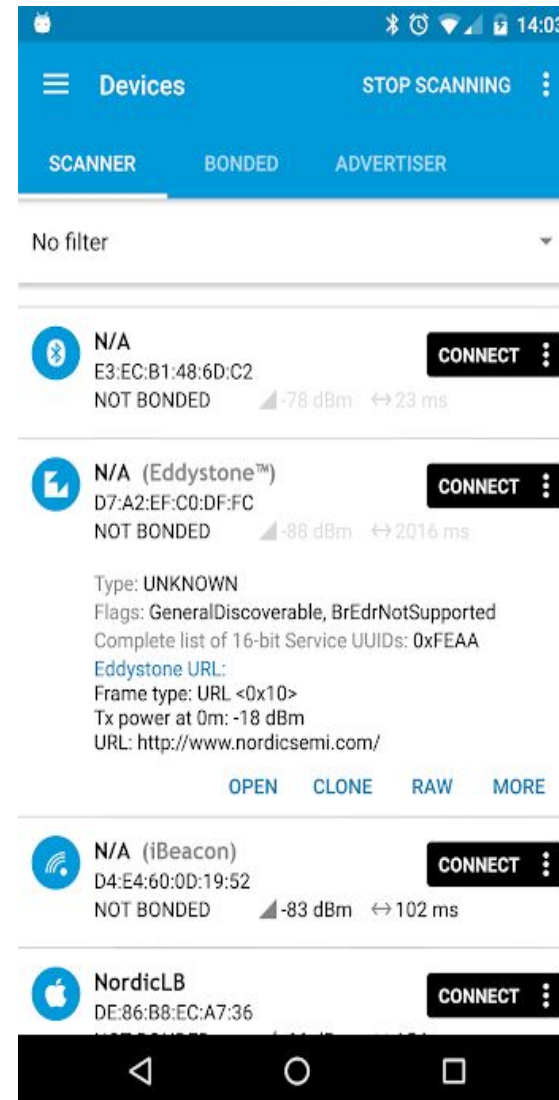 14:03
Devices STOP SCANNING
SCANNER BONDED ADVERTISER
No filter
N/A
CONNECT
E3:EC:B1:48:6D:C2
NOT BONDED -78 dBm ↔23 ms
N/A (Eddystone™)
CONNECT
D7:A2:EF:C0:DF:FC
NOT BONDED -88 dBm ↔2016 ms
Type: UNKNOWN
Flags: GeneralDiscoverable, BrEdrNotSupported
Complete list of 16-bit Service UUIDs: 0xFEAA
Eddystone URL:
Frame type: URL <0x10>
Tx power at 0m: -18 dBm
URL: http://www.nordicsemi.com/
OPEN CLONE RAW MORE
N/A (iBeacon)
CONNECT
D4:E4:60:0D:19:52
NOT BONDED -83 dBm ↔102 ms
NordicLB
CONNECT
DE:86:B8:EC:A7:36